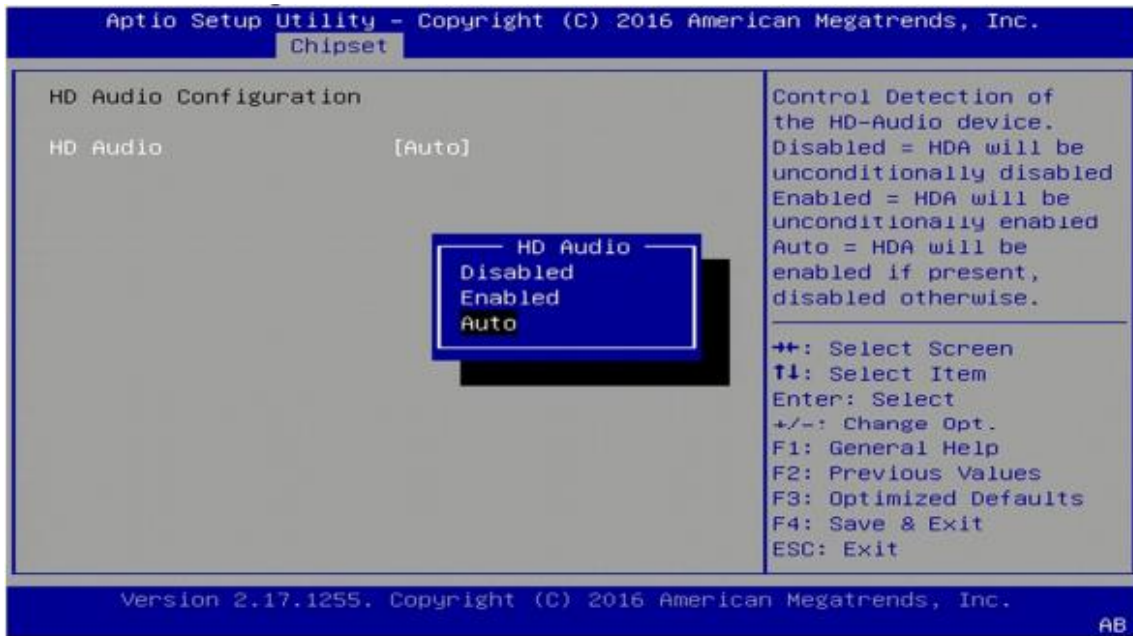 Aptio Setup Utility – Copyright (C) 2016 American Megatrends, Inc.
Chipset
HD Audio Configuration
HD Audio [Auto]
HD Audio
Disabled
Enabled
Auto
Control Detection of
the HD-Audio device.
Disabled = HDA will be
unconditionally disabled
Enabled = HDA will be
unconditionally enabled
Auto = HDA will be
enabled if present,
disabled otherwise.
→←: Select Screen
↑↓: Select Item
Enter: Select
+/-: Change Opt.
F1: General Help
F2: Previous Values
F3: Optimized Defaults
F4: Save & Exit
ESC: Exit
Version 2.17.1255. Copyright (C) 2016 American Megatrends, Inc.
AB